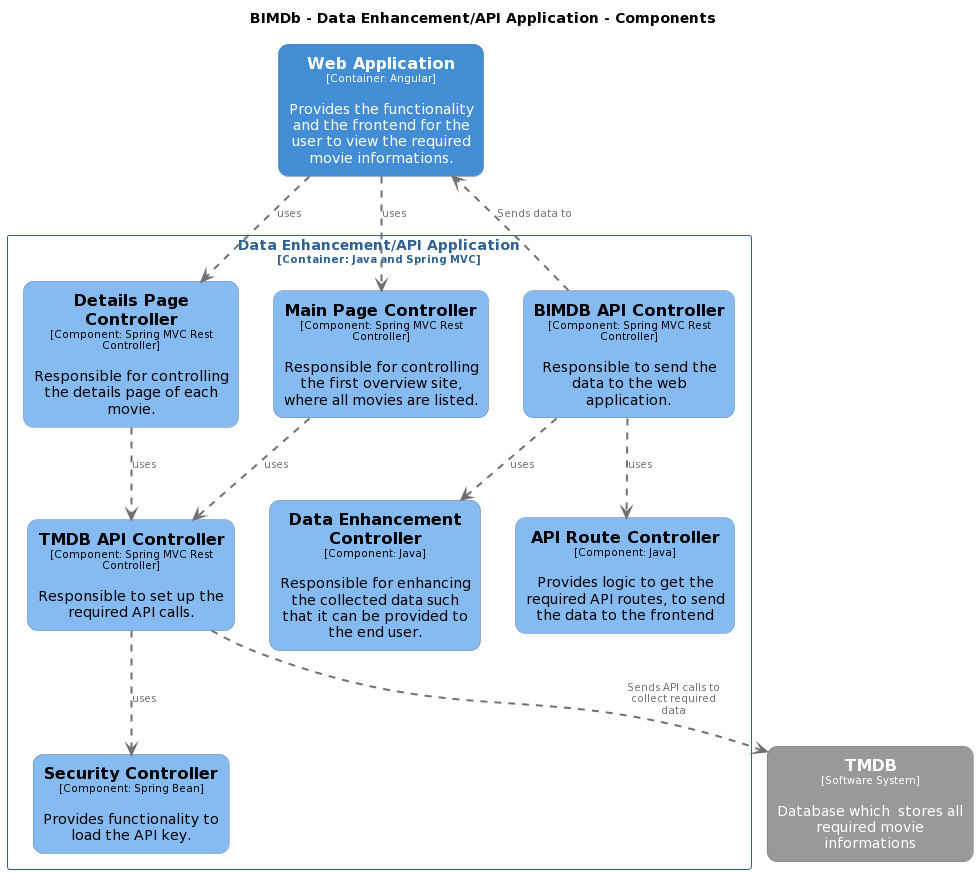 BIMDb - Data Enhancement/API Application - Components
Web Application
[Container: Angular]
Provides the functionality
and the frontend for the
user to view the required
movie informations.
uses
uses
Sends data to
Data Enhancement/API Application
[Container: Java and Spring MVC]
Details Page
Controller
[Component: Spring MVC Rest
Controller]
Responsible for controlling
the details page of each
movie.
Main Page Controller
[Component: Spring MVC Rest
Controller]
Responsible for controlling
the first overview site,
where all movies are listed.
BIMDB API Controller
[Component: Spring MVC Rest
Controller]
Responsible to send the
data to the web
application.
uses
uses
uses
uses
TMDB API Controller
[Component: Spring MVC Rest
Controller]
Responsible to set up the
required API calls.
Data Enhancement
Controller
[Component: Java]
Responsible for enhancing
the collected data such
that it can be provided to
the end user.
API Route Controller
[Component: Java]
Provides logic to get the
required API routes, to send
the data to the frontend
uses
Sends API calls to
collect required
data
Security Controller
[Component: Spring Bean]
Provides functionality to
load the API key.
TMDB
[Software System]
Database which  stores all
required movie
informations